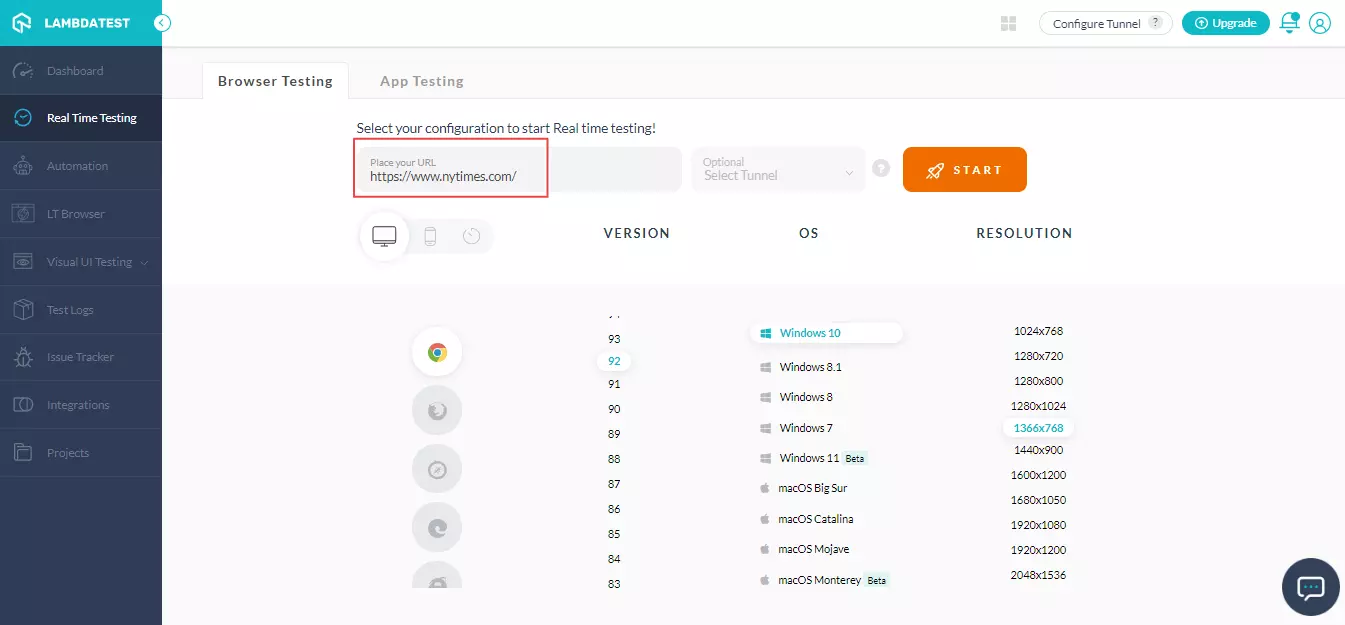 LAMBDATEST
Configure Tunnel ?
Upgrade
Dashboard
Real Time Testing
Automation
LT Browser
Visual UI Testing
Test Logs
Issue Tracker
Integrations
Projects
Browser Testing
App Testing
Select your configuration to start Real time testing!
Place your URL
https://www.nytimes.com/
Optional
Select Tunnel
?
START
VERSION
OS
RESOLUTION
93
92
91
90
89
88
87
86
85
84
83
Windows 10
Windows 8.1
Windows 8
Windows 7
Windows 11 Beta
macOS Big Sur
macOS Catalina
macOS Mojave
macOS Monterey Beta
1024x768
1280x720
1280x800
1280x1024
1366x768
1440x900
1600x1200
1680x1050
1920x1080
1920x1200
2048x1536